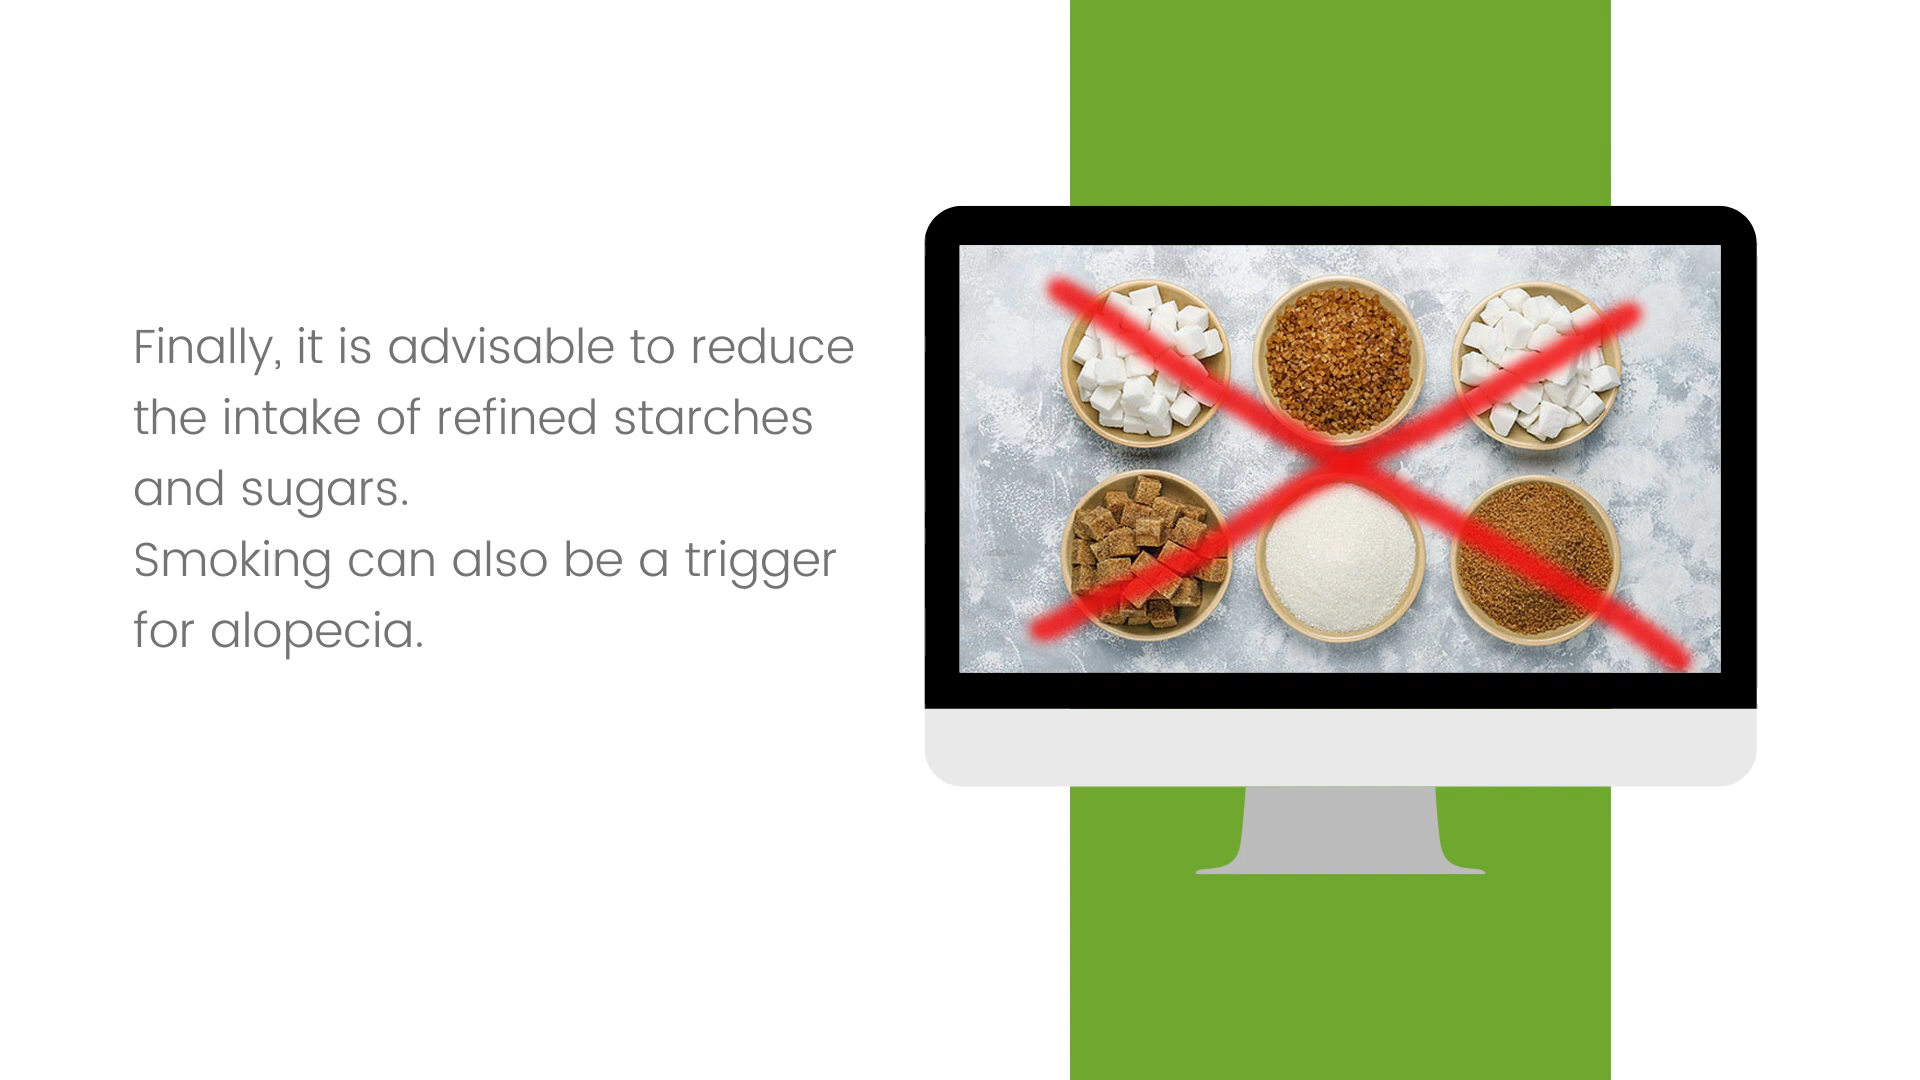 Finally, it is advisable to reduce
the intake of refined starches
and sugars.
Smoking can also be a trigger
for alopecia.